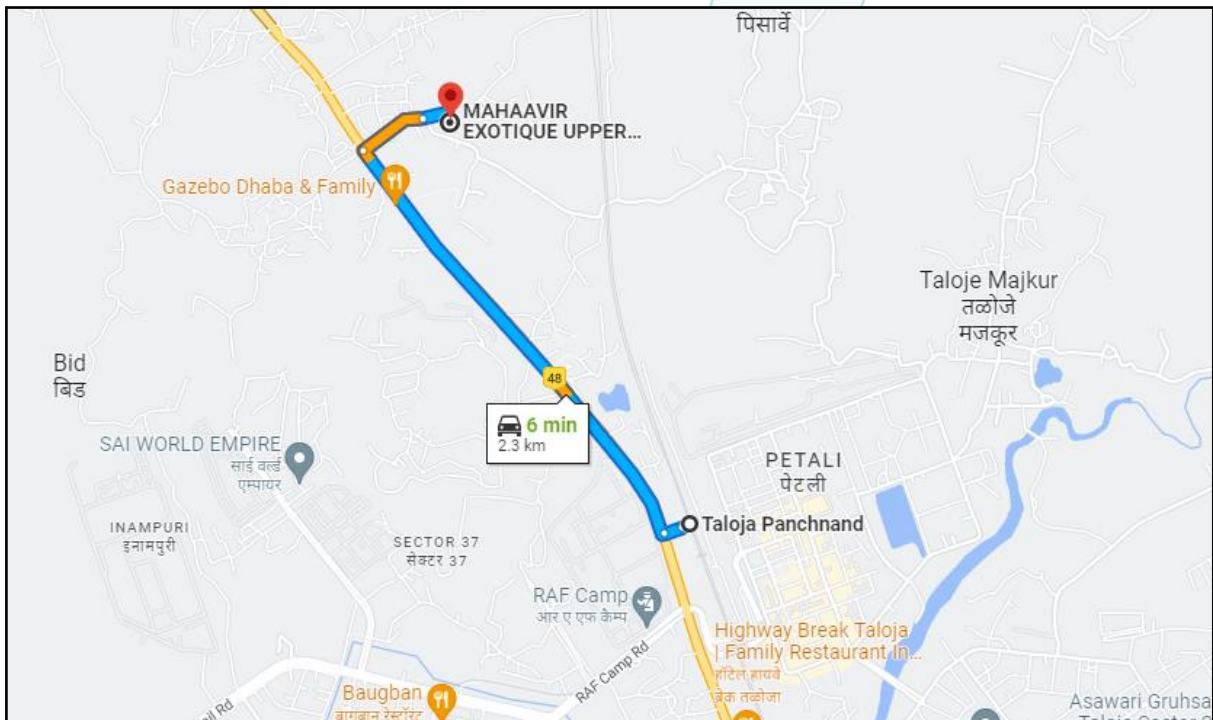 पिसार्वे
MAHAAVIR
EXOTIQUE UPPER...
Gazebo Dhaba & Family
Taloje Majkur
तळोजे
मजकूर
Bid
बिड
48
6 min
2.3 km
SAI WORLD EMPIRE
साई वर्ल्ड
एम्पायर
PETALI
पेटली
INAMPURI
इनामपुरी
SECTOR 37
सेक्टर 37
Taloja Panchnand
RAF Camp
आर ए एफ कैम्प
RAF Camp Rd
Highway Break Taloja
| Family Restaurant In...
हॉटेल हायवे
ब्रेक तळोजा
Baugban
बागबान रेस्टॉरंट
Rd
Asawari Gruhsa